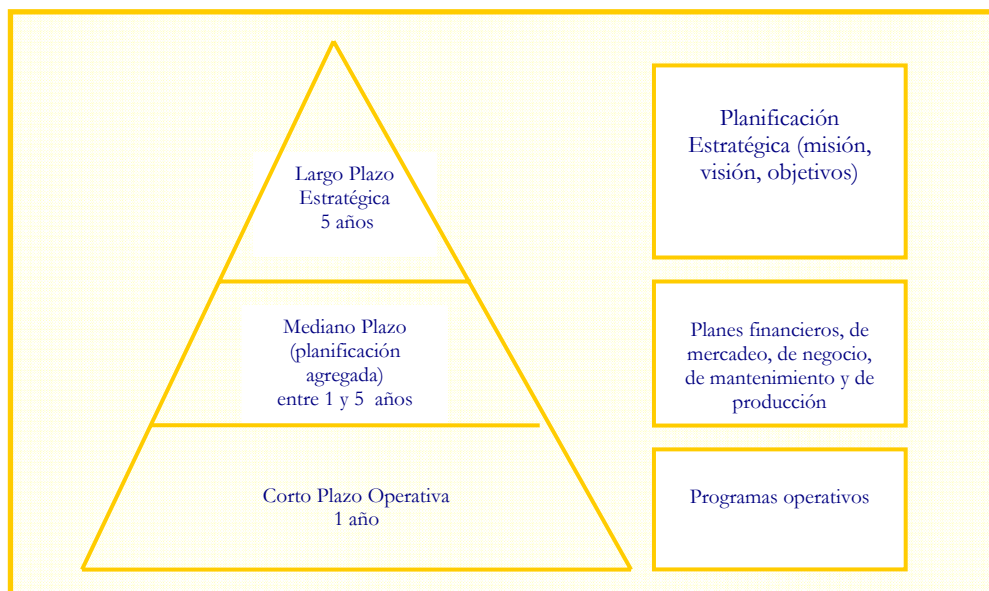 Largo Plazo
Estratégica
5 años
Planificación
Estratégica (misión,
visión, objetivos)
Mediano Plazo
(planificación
agregada)
entre 1 y 5 años
Planes financieros, de
mercadeo, de negocio,
de mantenimiento y de
producción
Corto Plazo Operativa
1 año
Programas operativos